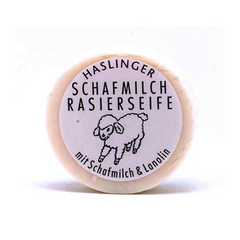 HASLINGER
SCHAFMILCH
RASIERSEIFE
mit Schafmilch & Lanolin